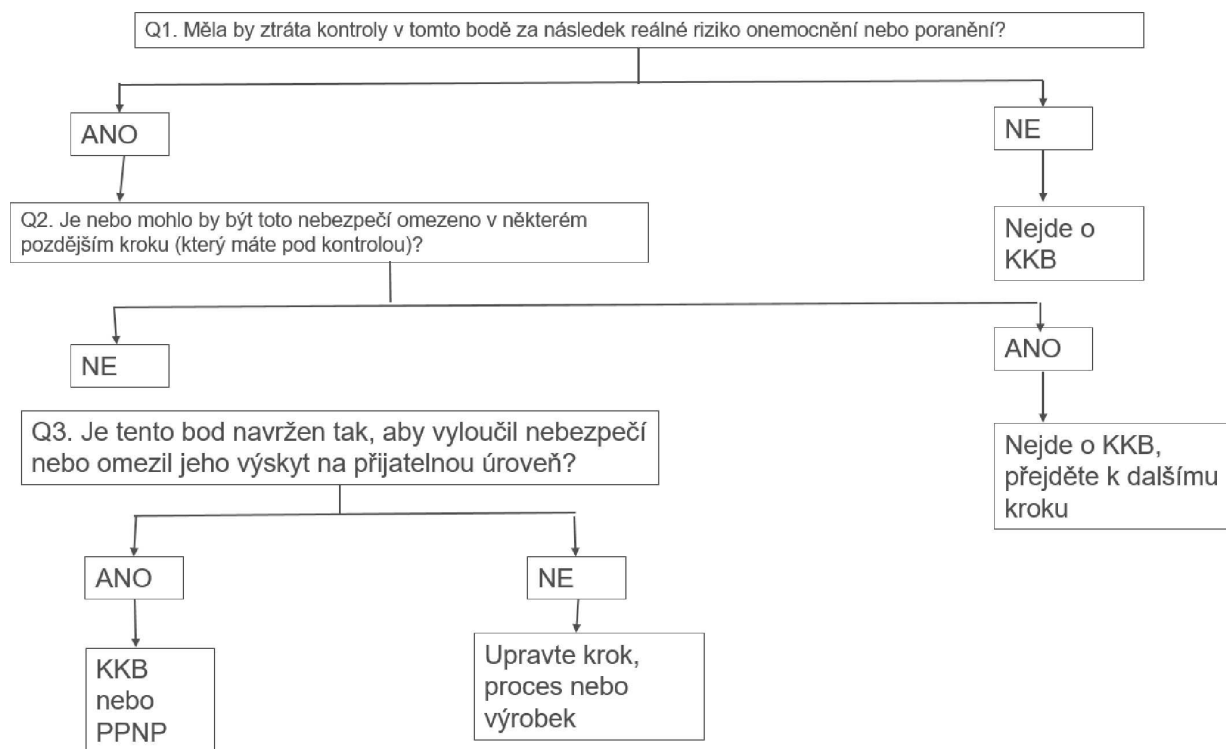 Q1. Měla by ztráta kontroly v tomto bodě za následek reálné riziko onemocnění nebo poranění?
ANO
NE
Q2. Je nebo mohlo by být toto nebezpečí omezeno v některém
pozdějším kroku (který máte pod kontrolou)?
Nejde o
KKB
NE
ANO
Q3. Je tento bod navržen tak, aby vyloučil nebezpečí
nebo omezil jeho výskyt na přijatelnou úroveň?
Nejde o KKB,
přejděte k dalšímu
kroku
ANO
NE
KKB
nebo
PPNP
Upravte krok,
proces nebo
výrobek